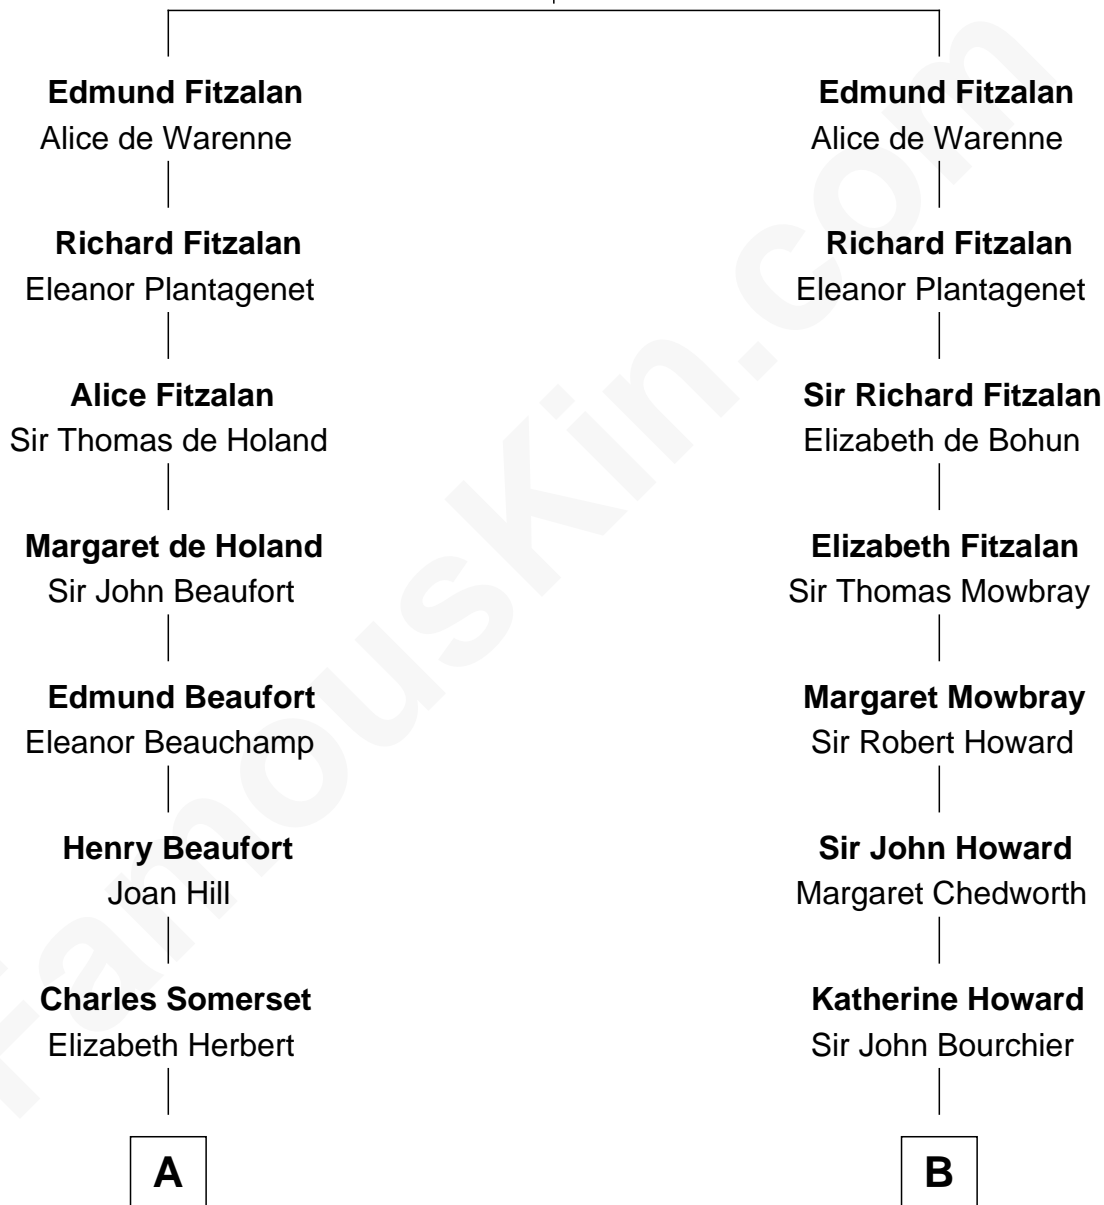 Edmund Fitzalan
Alice de Warenne
Richard Fitzalan
Eleanor Plantagenet
Alice Fitzalan
Sir Thomas de Holand
Margaret de Holand
Sir John Beaufort
Edmund Beaufort
Eleanor Beauchamp
Henry Beaufort
Joan Hill
Charles Somerset
Elizabeth Herbert
A
Edmund Fitzalan
Alice de Warenne
Richard Fitzalan
Eleanor Plantagenet
Sir Richard Fitzalan
Elizabeth de Bohun
Elizabeth Fitzalan
Sir Thomas Mowbray
Margaret Mowbray
Sir Robert Howard
Sir John Howard
Margaret Chedworth
Katherine Howard
Sir John Bourchier
B
FamousKin.com